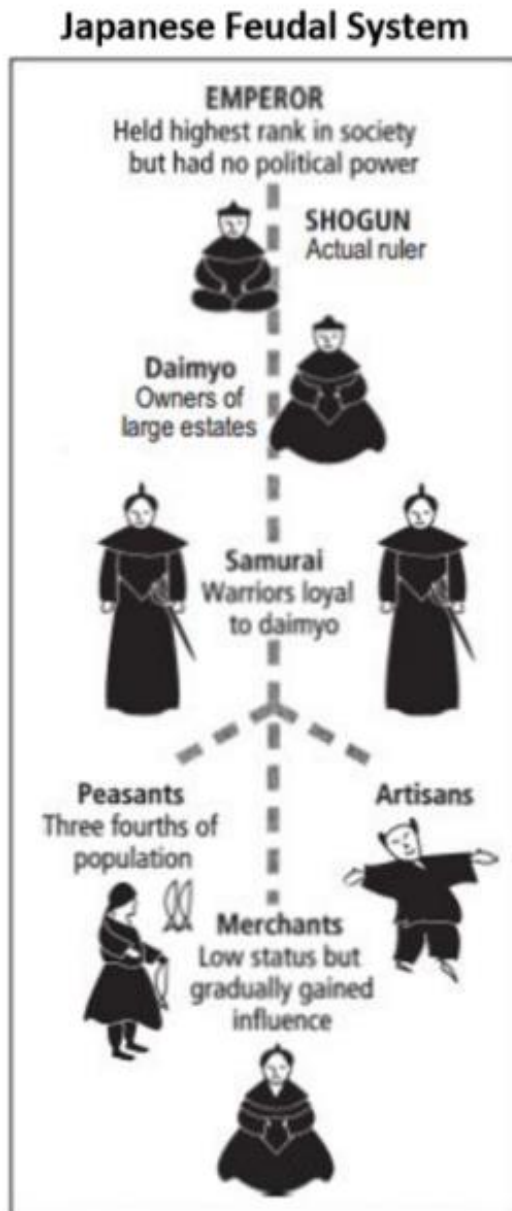 Japanese Feudal System
EMPEROR
Held highest rank in society
but had no political power
SHOGUN
Actual ruler
Daimyo
Owners of
large estates
Samurai
Warriors loyal
to daimyo
Peasants
Three fourths of
population
Artisans
Merchants
Low status but
gradually gained
influence